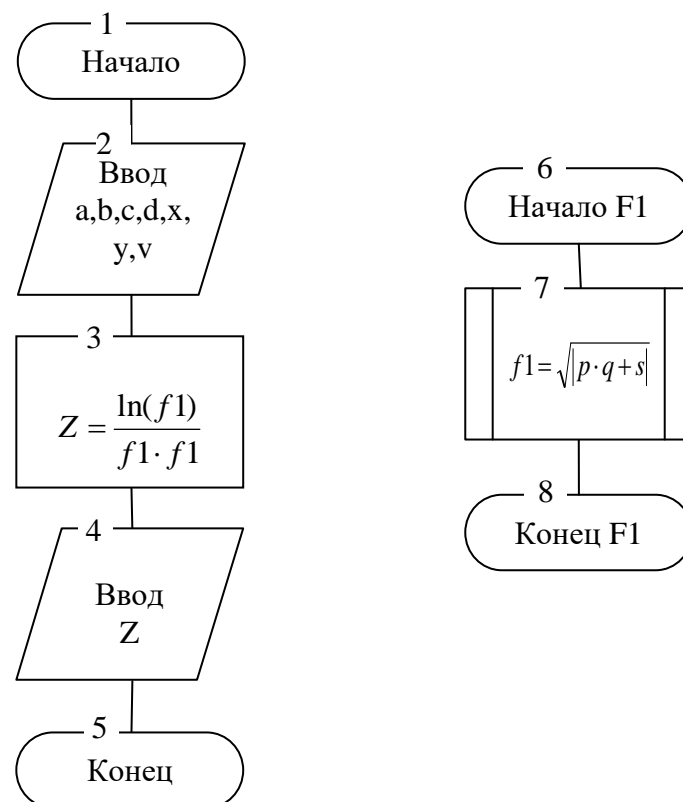 1
Начало
2
Ввод
a,b,c,d,x,
y,v
3
Z = ln(f1) / f1· f1
4
Ввод
Z
5
Конец
6
Начало F1
7
f1= √|p·q+s|
8
Конец F1